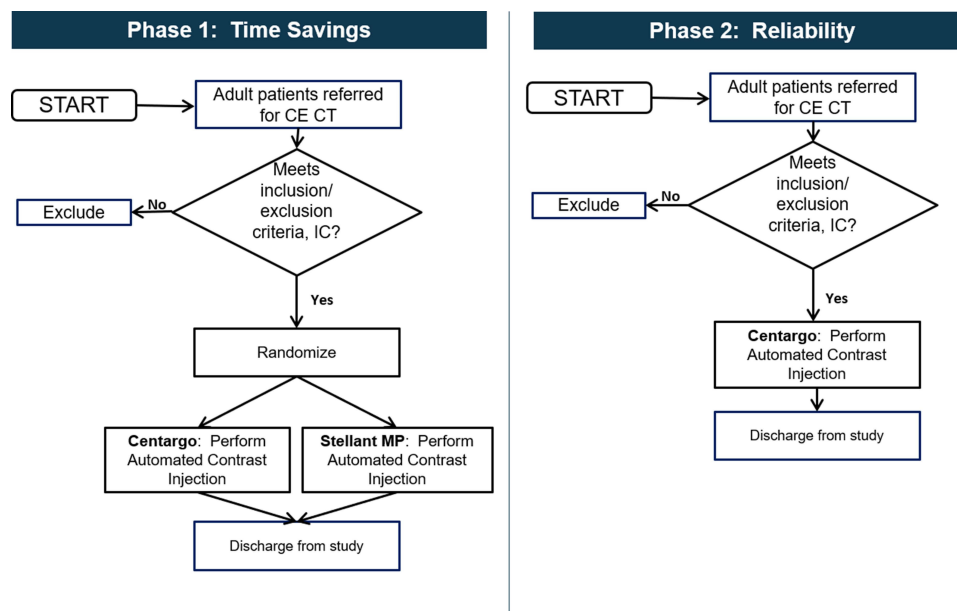 Phase 1: Time Savings
START
Adult patients referred
for CE CT
Meets
inclusion/
exclusion
criteria, IC?
No
Exclude
Yes
Randomize
Centargo: Perform
Automated Contrast
Injection
Stellant MP: Perform
Automated Contrast
Injection
Discharge from study
Phase 2: Reliability
START
Adult patients referred
for CE CT
Meets
inclusion/
exclusion
criteria, IC?
No
Exclude
Yes
Centargo: Perform
Automated Contrast
Injection
Discharge from study